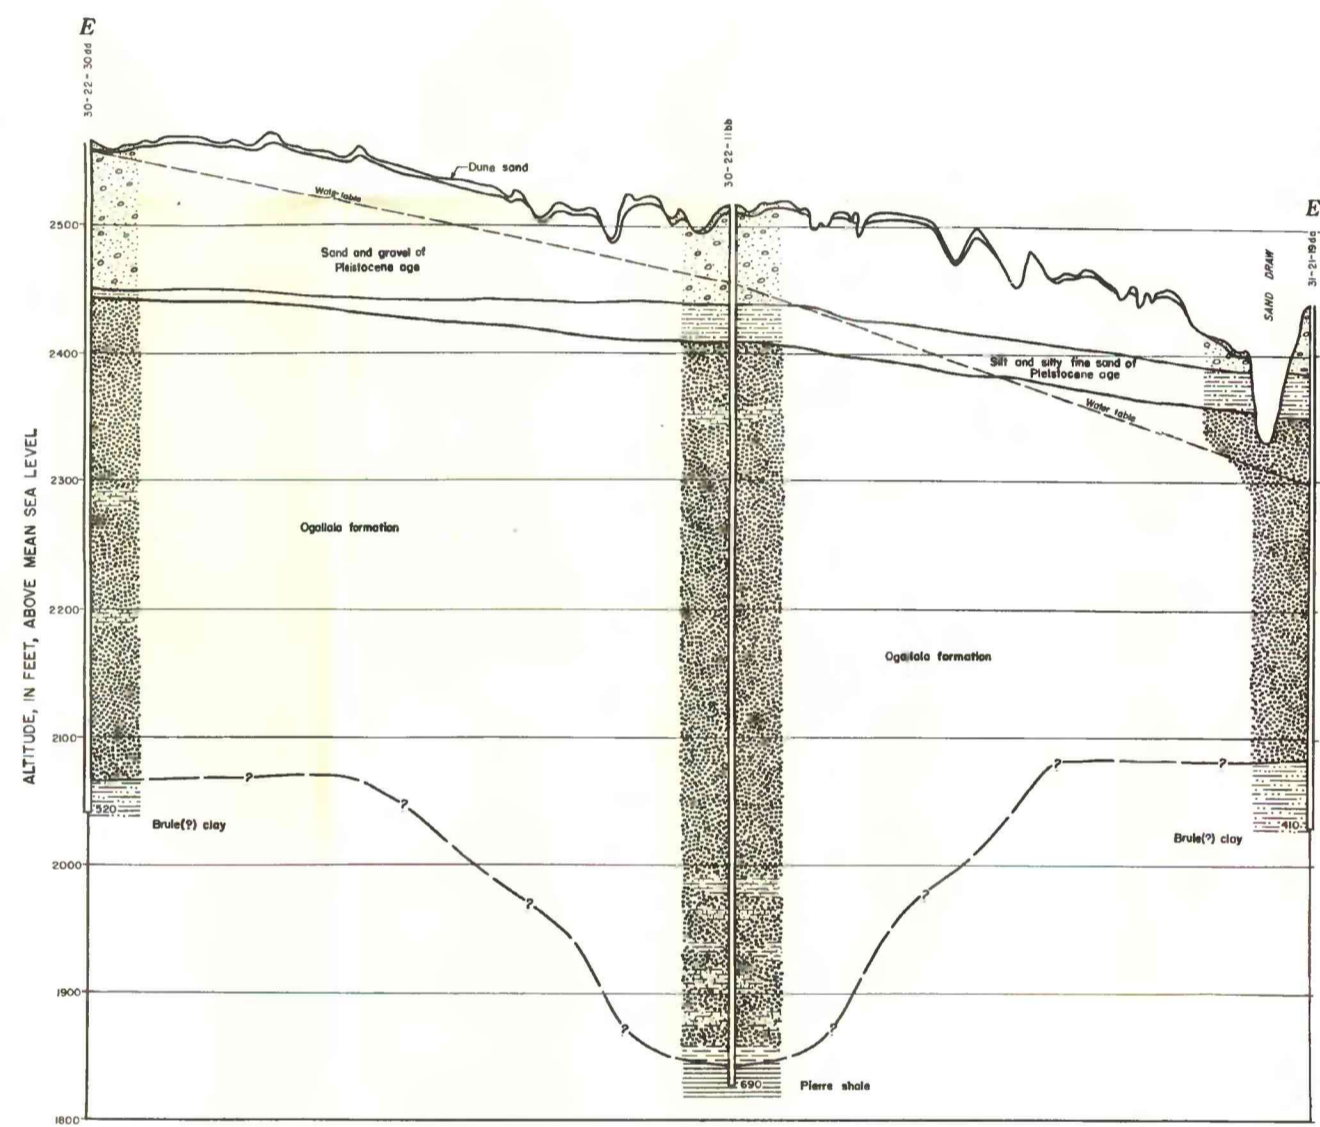 E
30-22-30dd
30-22-11bb
E
31-21-19da
SAND DRAW
Dune sand
Water table
2500
Sand and gravel of
Pleistocene age
2400
Silt and silty fine sand of
Pleistocene age
Water table
2300
ALTITUDE, IN FEET, ABOVE MEAN SEA LEVEL
Ogallala formation
2200
Ogallala formation
2100
?
?
?
?
520
Brule(?) clay
410
Brule(?) clay
2000
?
?
1900
?
?
690
Pierre shale
1800